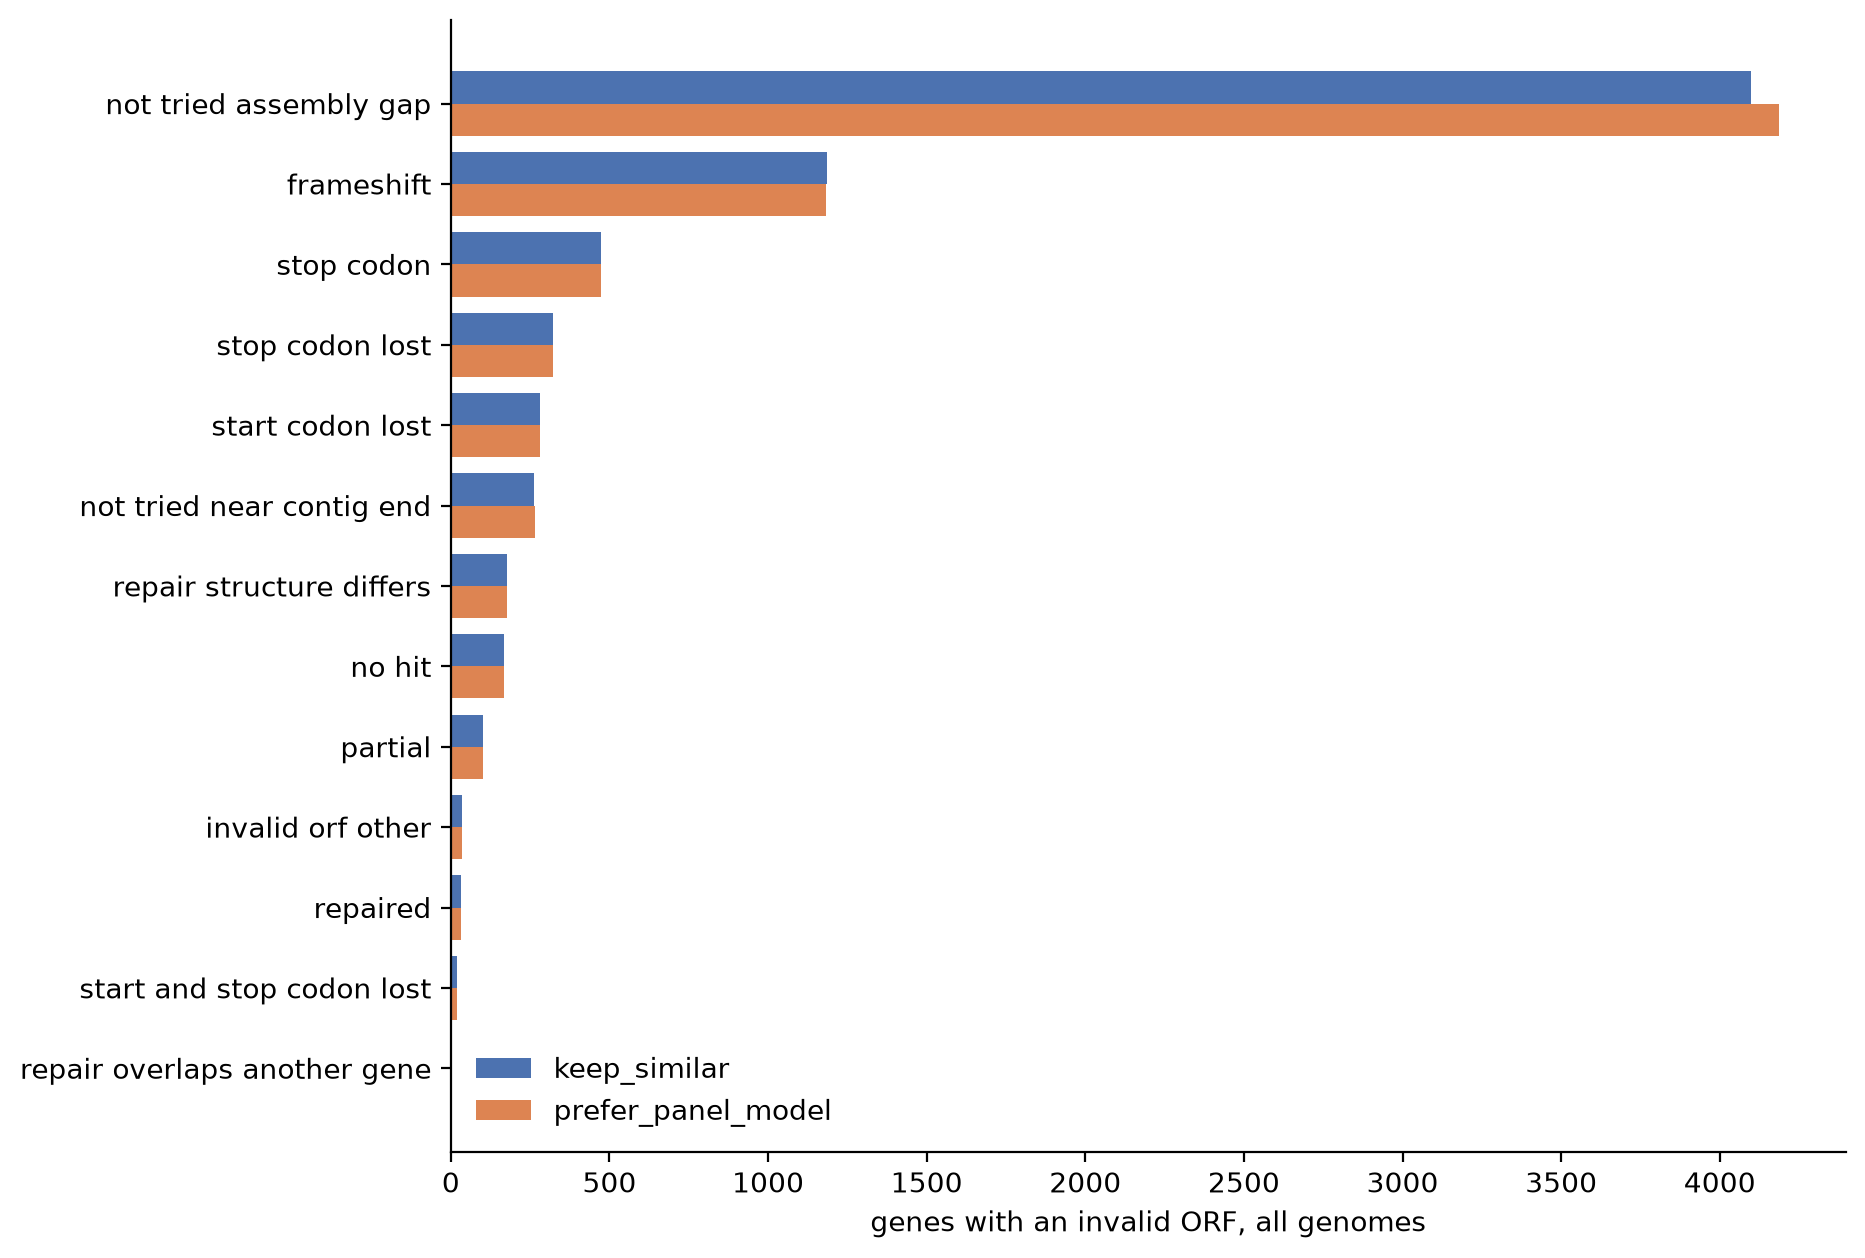 not tried assembly gap
frameshift
stop codon
stop codon lost
start codon lost
not tried near contig end
repair structure differs
no hit
partial
invalid orf other
repaired
start and stop codon lost
repair overlaps another gene
keep_similar
prefer_panel_model
0 500 1000 1500 2000 2500 3000 3500 4000
genes with an invalid ORF, all genomes